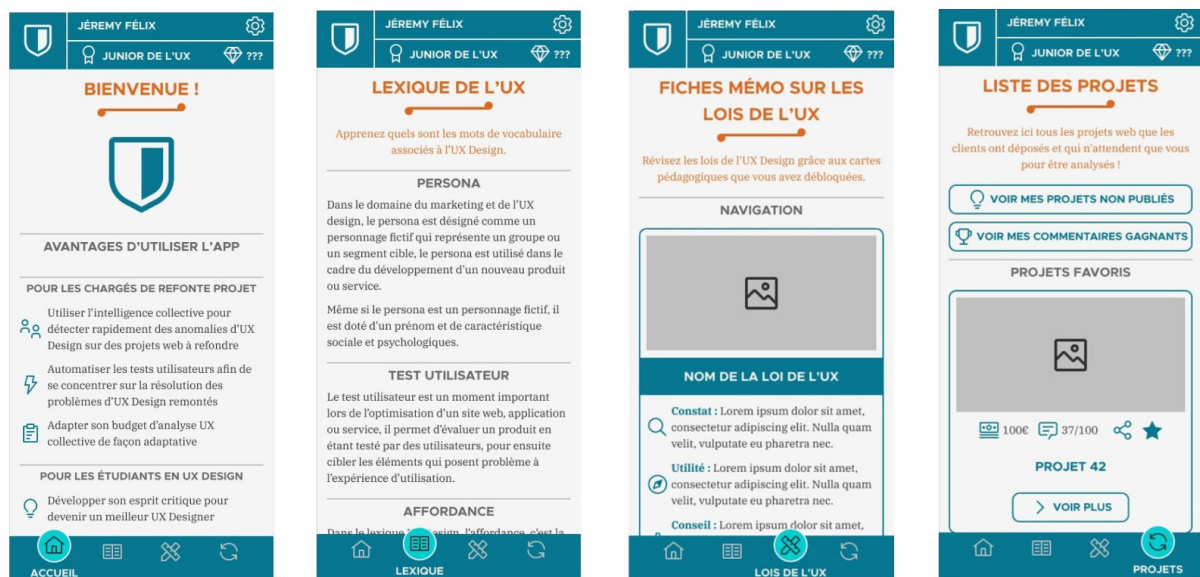 JÉREMY FÉLIX
JUNIOR DE L'UX
???
BIENVENUE !
AVANTAGES D'UTILISER L'APP
POUR LES CHARGÉS DE REFONTE PROJET
Utiliser l'intelligence collective pour
détecter rapidement des anomalies d'UX
Design sur des projets web à refondre
Automatiser les tests utilisateurs afin de
se concentrer sur la résolution des
problèmes d'UX Design remontés
Adapter son budget d'analyse UX
collective de façon adaptative
POUR LES ÉTUDIANTS EN UX DESIGN
Développer son esprit critique pour
devenir un meilleur UX Designer
ACCUEIL
JÉREMY FÉLIX
JUNIOR DE L'UX
???
LEXIQUE DE L'UX
Apprenez quels sont les mots de vocabulaire
associés à l'UX Design.
PERSONA
Dans le domaine du marketing et de l'UX
design, le persona est désigné comme un
personnage fictif qui représente un groupe ou
un segment cible, le persona est utilisé dans le
cadre du développement d'un nouveau produit
ou service.
Même si le persona est un personnage fictif, il
est doté d'un prénom et de caractéristique
sociale et psychologiques.
TEST UTILISATEUR
Le test utilisateur est un moment important
lors de l'optimisation d'un site web, application
ou service, il permet d'évaluer un produit en
étant testé par des utilisateurs, pour ensuite
cibler les éléments qui posent problème à
l'expérience d'utilisation.
AFFORDANCE
Dans le lexique design, l'affordance, c'est la
LEXIQUE
JÉREMY FÉLIX
JUNIOR DE L'UX
???
FICHES MÉMO SUR LES
LOIS DE L'UX
Révisez les lois de l'UX Design grâce aux cartes
pédagogiques que vous avez débloquées.
NAVIGATION
NOM DE LA LOI DE L'UX
Constat : Lorem ipsum dolor sit amet,
consectetur adipiscing elit. Nulla quam
velit, vulputate eu pharetra nec.
Utilité : Lorem ipsum dolor sit amet,
consectetur adipiscing elit. Nulla quam
velit, vulputate eu pharetra nec.
Conseil : Lorem ipsum dolor sit amet,
LOIS DE L'UX
JÉREMY FÉLIX
JUNIOR DE L'UX
???
LISTE DES PROJETS
Retrouvez ici tous les projets web que les
clients ont déposés et qui n'attendent que vous
pour être analysés !
VOIR MES PROJETS NON PUBLIÉS
VOIR MES COMMENTAIRES GAGNANTS
PROJETS FAVORIS
100€ 37/100
PROJET 42
VOIR PLUS
PROJETS